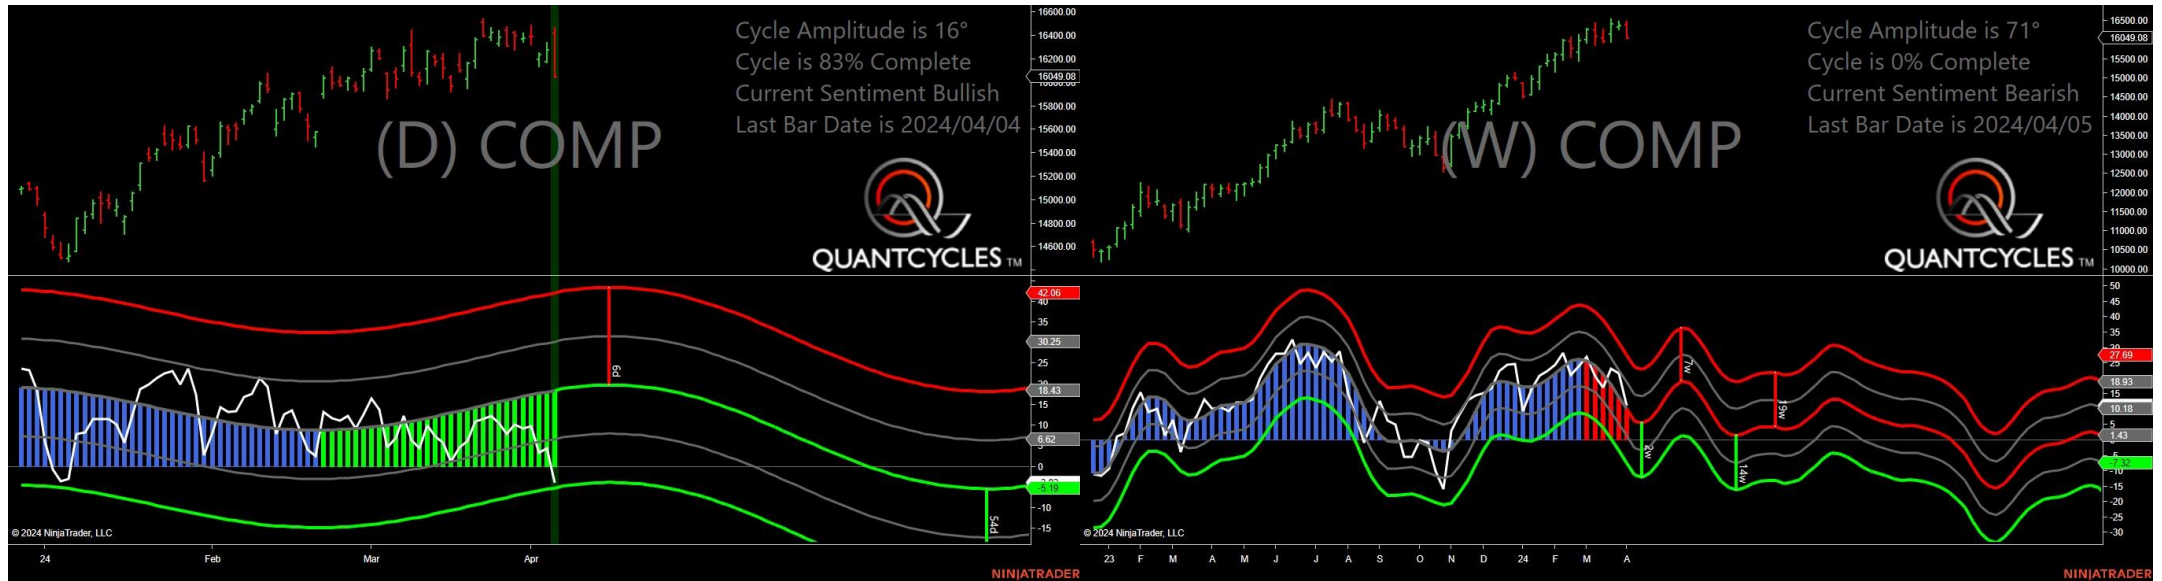 Cycle Amplitude is 16°
Cycle is 83% Complete
Current Sentiment Bullish
Last Bar Date is 2024/04/04
(D) COMP
QUANTCYCLES TM
16600.00
16400.00
16200.00
16049.08
15800.00
15600.00
15400.00
15200.00
15000.00
14800.00
14600.00
42.06
40
35
30.25
25
18.43
15
10
6.62
5
0
-5.19
-10
-15
6d
54d
© 2024 NinjaTrader, LLC
24 Feb Mar Apr
NINJATRADER
Cycle Amplitude is 71°
Cycle is 0% Complete
Current Sentiment Bearish
Last Bar Date is 2024/04/05
(W) COMP
QUANTCYCLES TM
16500.00
16049.08
15500.00
15000.00
14500.00
14000.00
13500.00
13000.00
12500.00
12000.00
11500.00
11000.00
10500.00
10000.00
50
45
40
35
30
27.69
18.93
15
10.18
5
1.43
-7.32
-10
-15
-20
-25
-30
7w
19w
2w
14w
© 2024 NinjaTrader, LLC
23 F M A M J J A S O N D 24 F M A
NINJATRADER